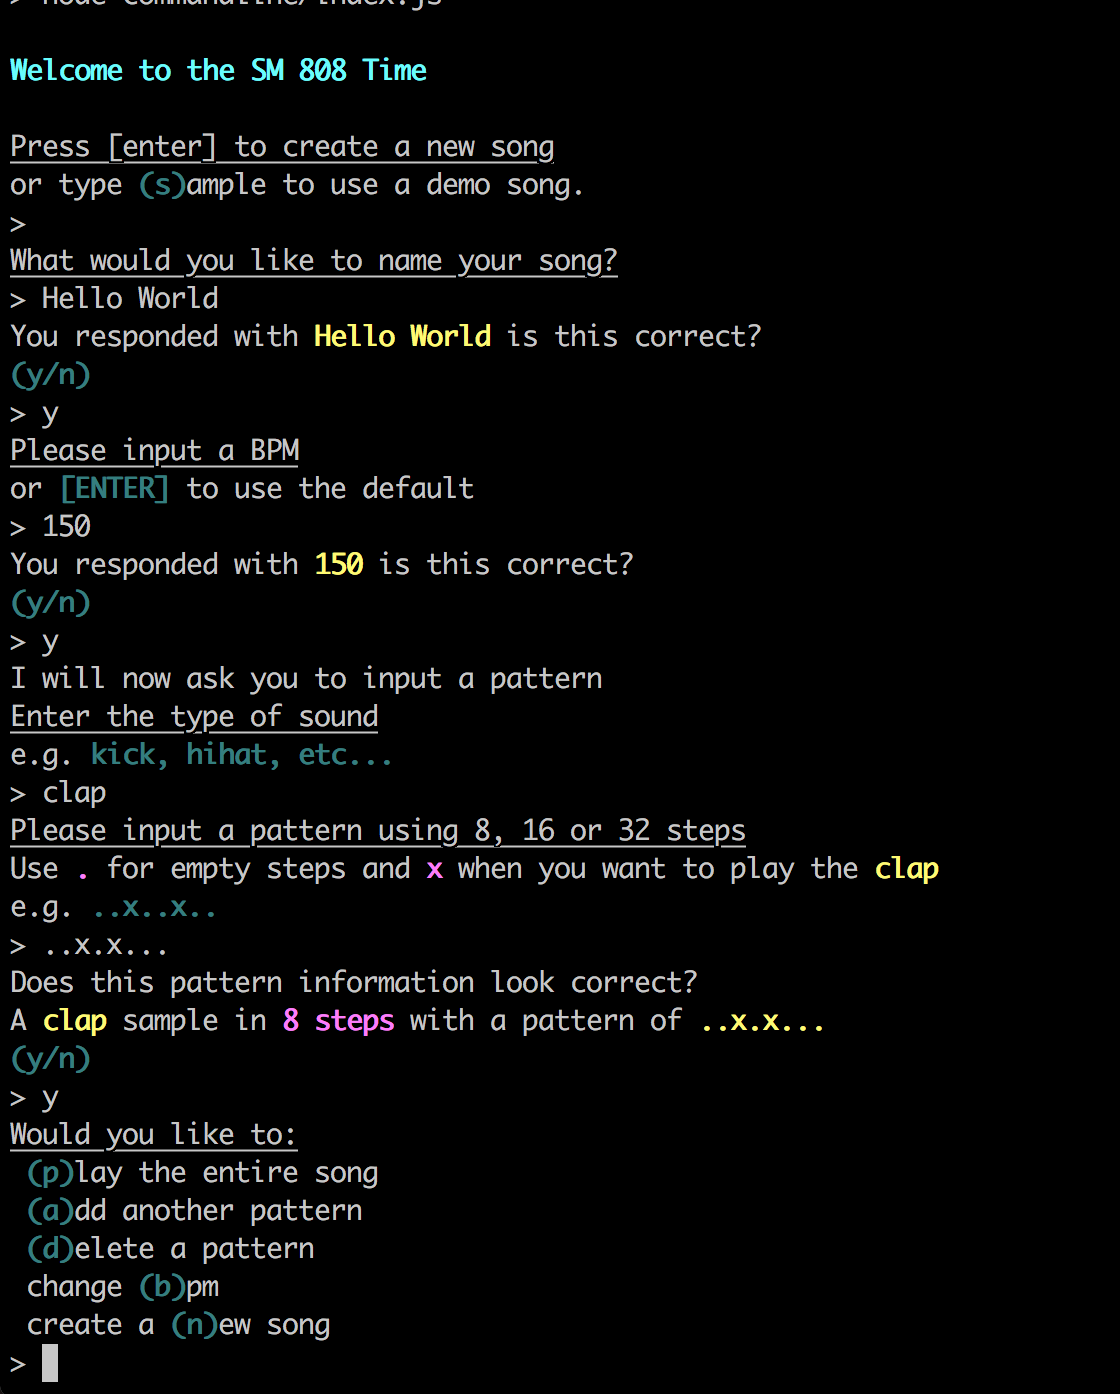 > node commandline/index.js
Welcome to the SM 808 Time
Press [enter] to create a new song
or type (s)ample to use a demo song.
>
What would you like to name your song?
> Hello World
You responded with Hello World is this correct?
(y/n)
> y
Please input a BPM
or [ENTER] to use the default
> 150
You responded with 150 is this correct?
(y/n)
> y
I will now ask you to input a pattern
Enter the type of sound
e.g. kick, hihat, etc...
> clap
Please input a pattern using 8, 16 or 32 steps
Use . for empty steps and x when you want to play the clap
e.g. ..x..x..
> ..x.x...
Does this pattern information look correct?
A clap sample in 8 steps with a pattern of ..x.x...
(y/n)
> y
Would you like to:
(p)lay the entire song
(a)dd another pattern
(d)elete a pattern
change (b)pm
create a (n)ew song
>